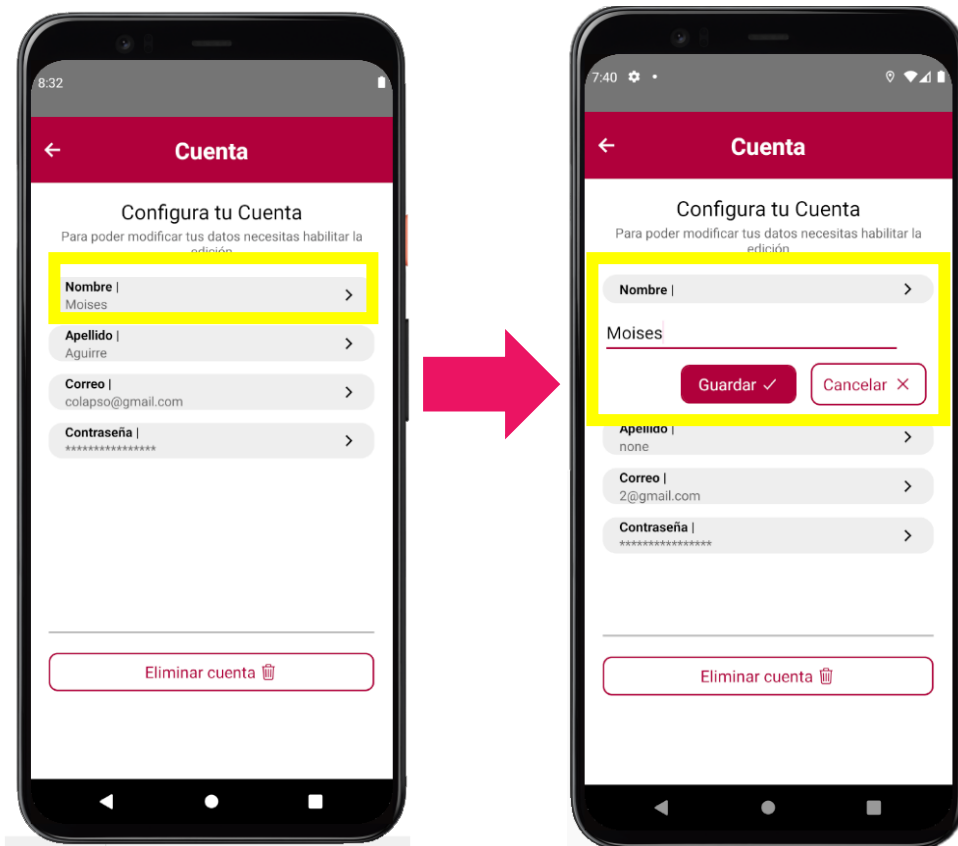 8:32
Cuenta
Configura tu Cuenta
Para poder modificar tus datos necesitas habilitar la
edición
Nombre |
Moises
Apellido |
Aguirre
Correo |
colapso@gmail.com
Contraseña |
****************
Eliminar cuenta
7:40
Cuenta
Configura tu Cuenta
Para poder modificar tus datos necesitas habilitar la
edición
Nombre |
Moises
Guardar ✓
Cancelar ✕
Apellido |
none
Correo |
2@gmail.com
Contraseña |
****************
Eliminar cuenta